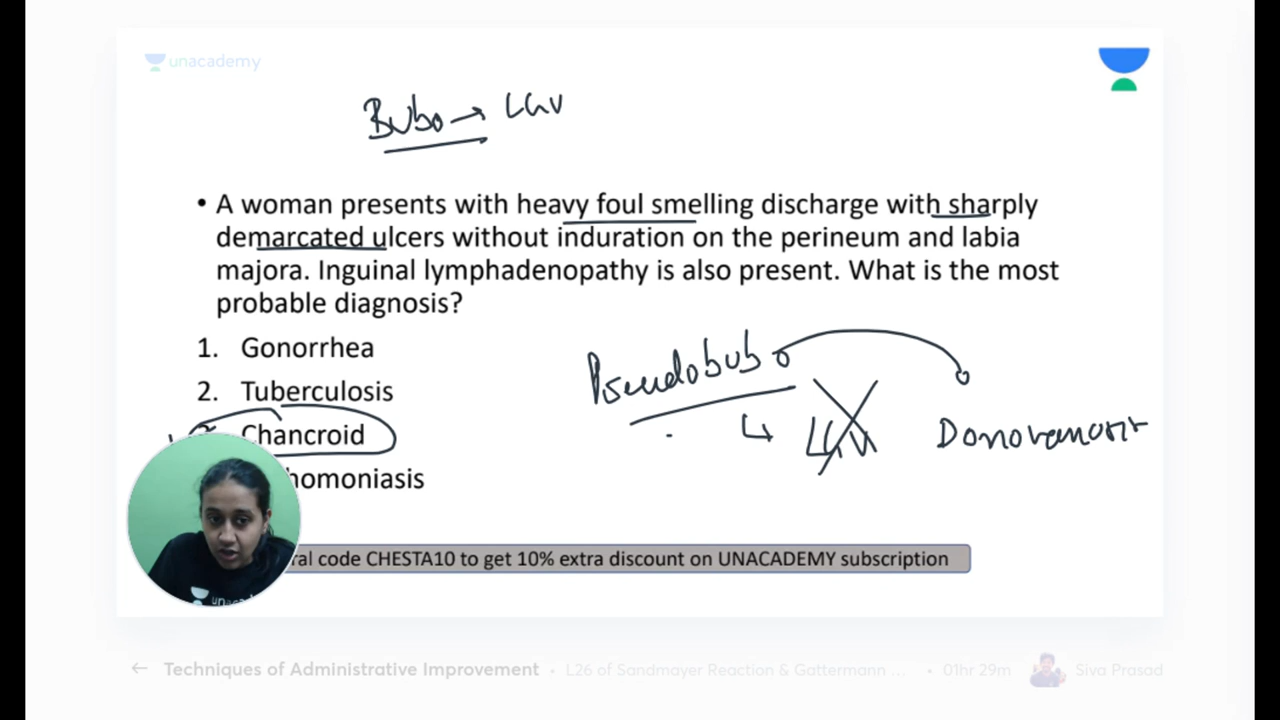 unacademy
Bubo → LGV
• A woman presents with heavy foul smelling discharge with sharply
demarcated ulcers without induration on the perineum and labia
majora. Inguinal lymphadenopathy is also present. What is the most
probable diagnosis?
1. Gonorrhea
2. Tuberculosis
Chancroid
homoniasis
Pseudobubo
↳ LGV
Donovanosis
ral code CHESTA10 to get 10% extra discount on UNACADEMY subscription
una
← Techniques of Administrative Improvement • L26 of Sandmayer Reaction & Gattermann ... • 01hr 29m Siva Prasad